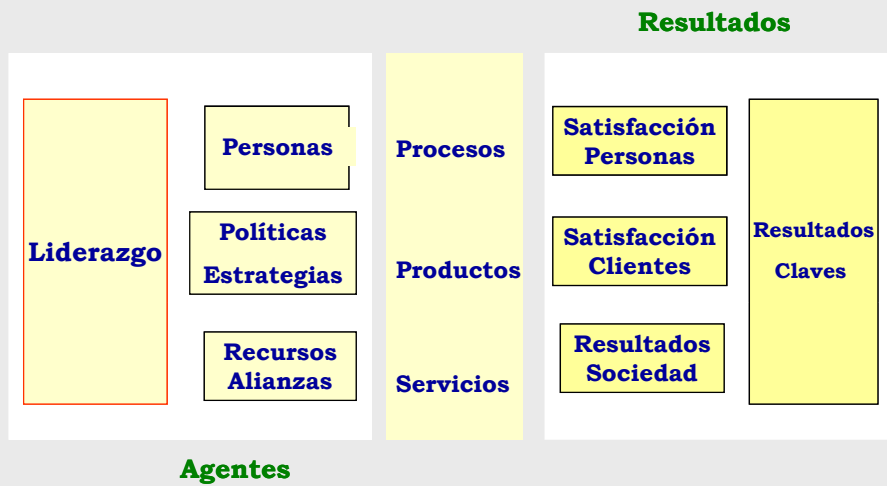 Resultados
Liderazgo
Personas
Políticas
Estrategias
Recursos
Alianzas
Procesos
Productos
Servicios
Satisfacción
Personas
Satisfacción
Clientes
Resultados
Sociedad
Resultados
Claves
Agentes